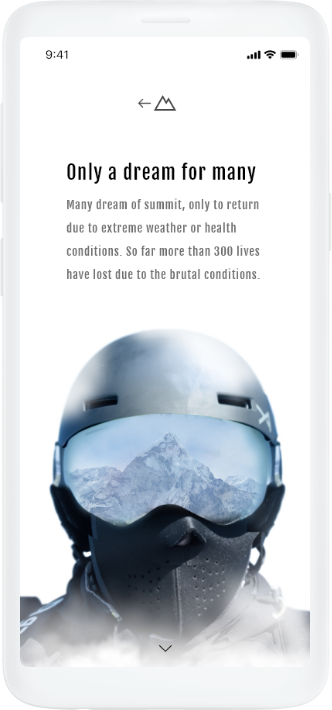 9:41
Only a dream for many
Many dream of summit, only to return
due to extreme weather or health
conditions. So far more than 300 lives
have lost due to the brutal conditions.